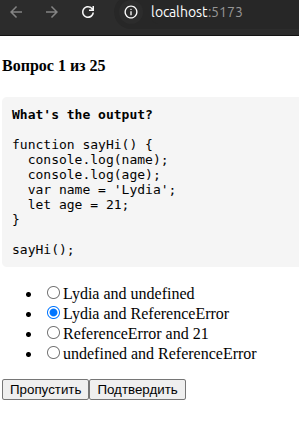 localhost:5173
Вопрос 1 из 25
What's the output?
function sayHi() {
  console.log(name);
  console.log(age);
  var name = 'Lydia';
  let age = 21;
}
sayHi();
Lydia and undefined
Lydia and ReferenceError
ReferenceError and 21
undefined and ReferenceError
Пропустить Подтвердить